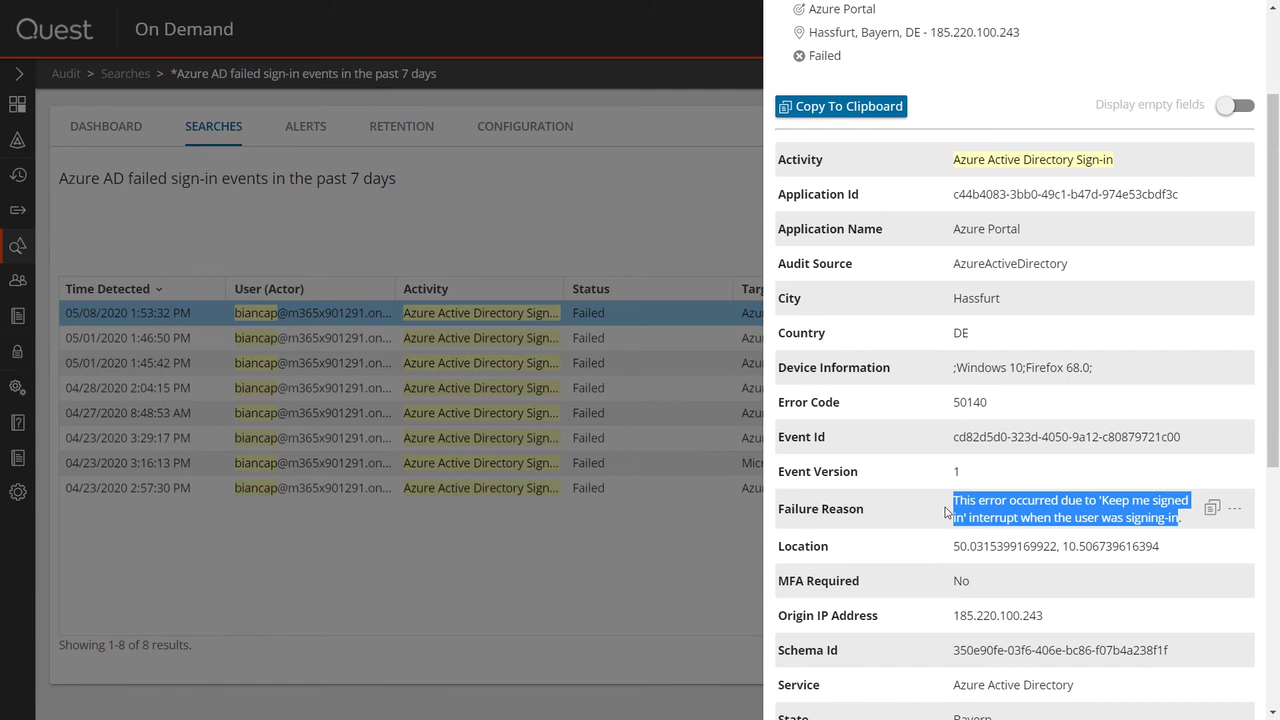 Quest On Demand
Audit > Searches > *Azure AD failed sign-in events in the past 7 days
DASHBOARD SEARCHES ALERTS RETENTION CONFIGURATION
Azure AD failed sign-in events in the past 7 days
Time Detected User (Actor) Activity Status
05/08/2020 1:53:32 PM biancap@m365x901291.on... Azure Active Directory Sign... Failed
05/01/2020 1:46:50 PM biancap@m365x901291.on... Azure Active Directory Sign... Failed
05/01/2020 1:45:42 PM biancap@m365x901291.on... Azure Active Directory Sign... Failed
04/28/2020 2:04:15 PM biancap@m365x901291.on... Azure Active Directory Sign... Failed
04/27/2020 8:48:53 AM biancap@m365x901291.on... Azure Active Directory Sign... Failed
04/23/2020 3:29:17 PM biancap@m365x901291.on... Azure Active Directory Sign... Failed
04/23/2020 3:16:13 PM biancap@m365x901291.on... Azure Active Directory Sign... Failed
04/23/2020 2:57:30 PM biancap@m365x901291.on... Azure Active Directory Sign... Failed
Showing 1-8 of 8 results.
Azure Portal
Hassfurt, Bayern, DE - 185.220.100.243
Failed
Copy To Clipboard Display empty fields
Activity Azure Active Directory Sign-in
Application Id c44b4083-3bb0-49c1-b47d-974e53cbdf3c
Application Name Azure Portal
Audit Source AzureActiveDirectory
City Hassfurt
Country DE
Device Information ;Windows 10;Firefox 68.0;
Error Code 50140
Event Id cd82d5d0-323d-4050-9a12-c80879721c00
Event Version 1
Failure Reason This error occurred due to 'Keep me signed
in' interrupt when the user was signing-in.
Location 50.0315399169922, 10.506739616394
MFA Required No
Origin IP Address 185.220.100.243
Schema Id 350e90fe-03f6-406e-bc86-f07b4a238f1f
Service Azure Active Directory
State Bayern